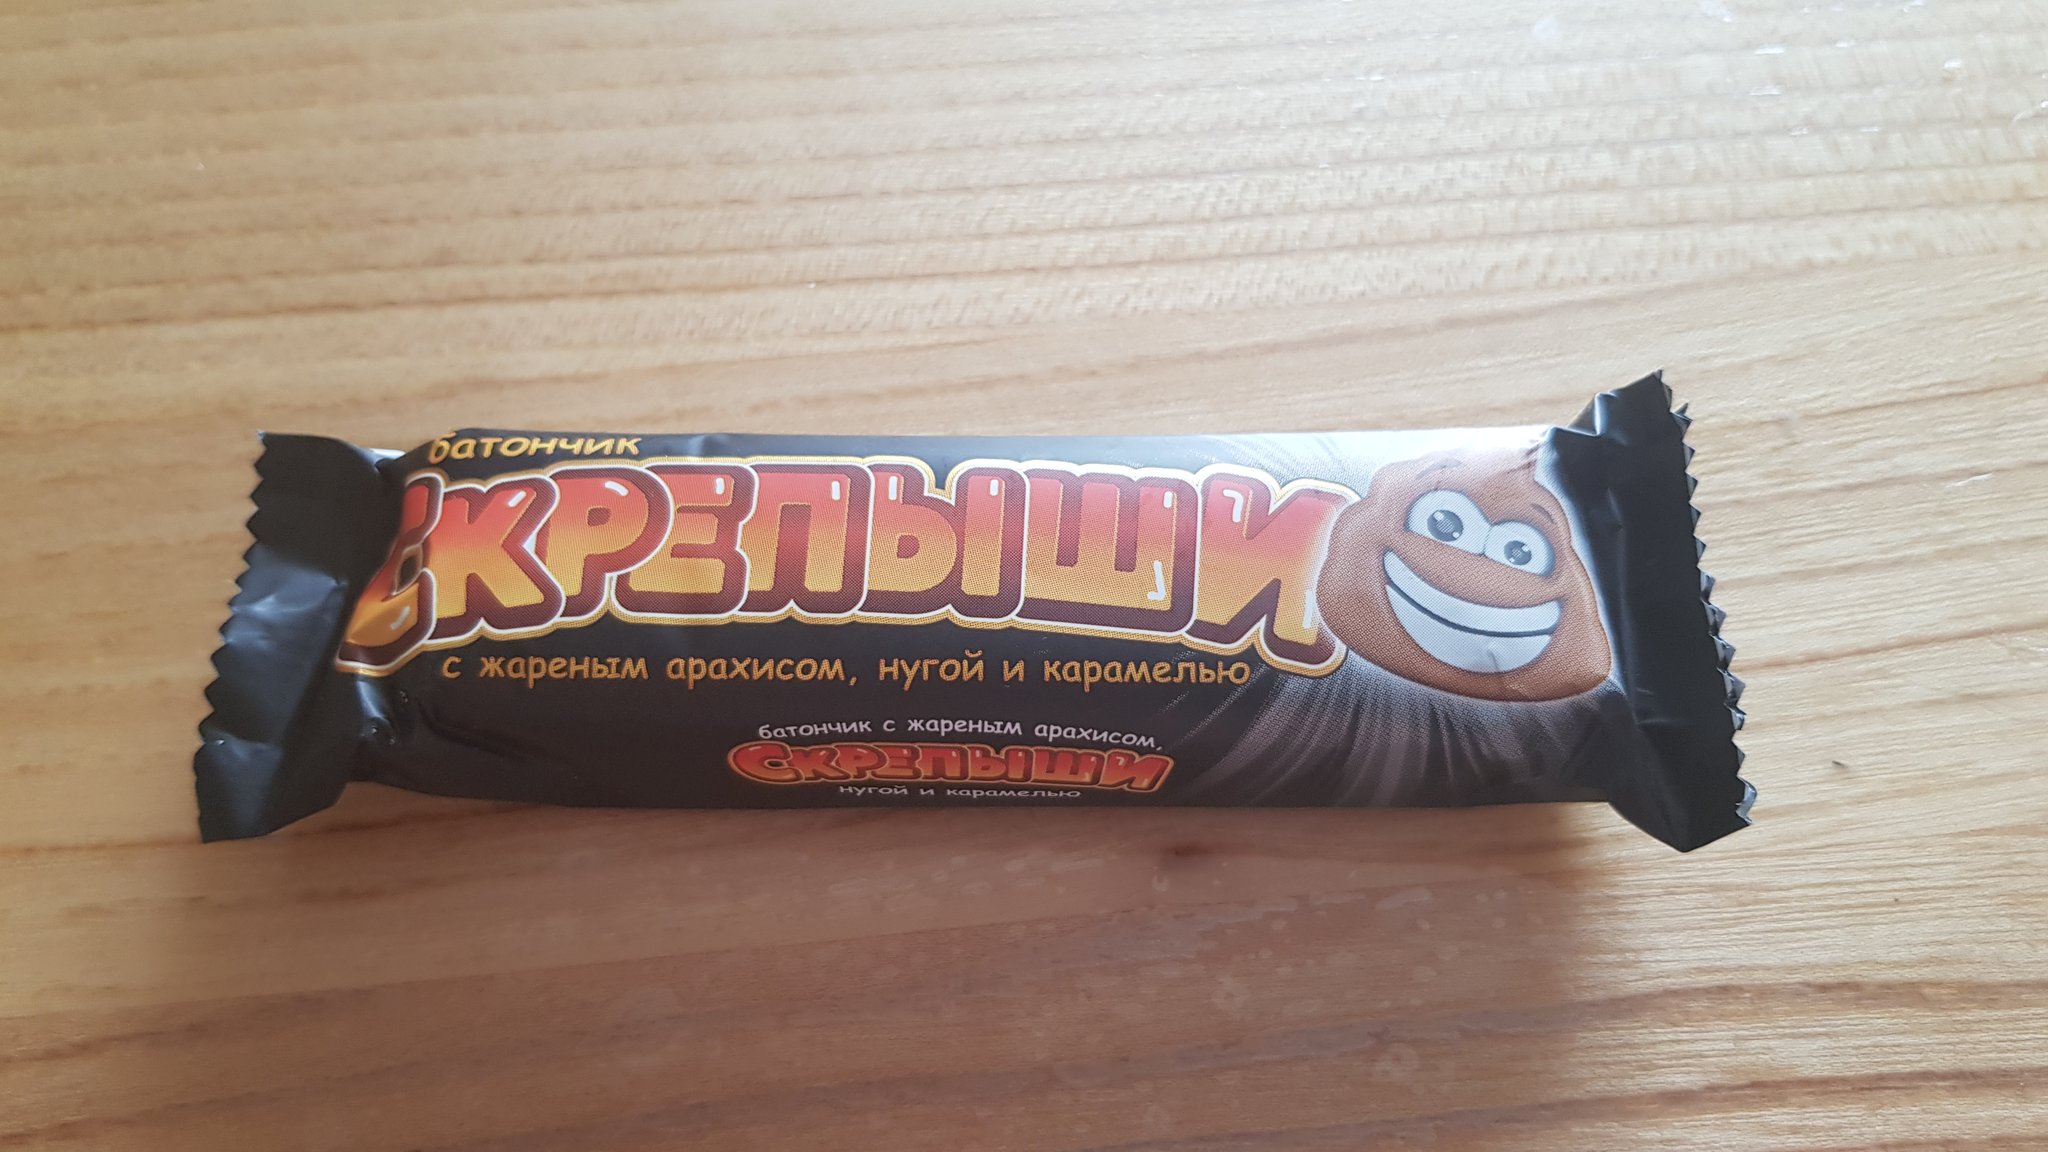 батончик
Скрепыши
с жареным арахисом, нугой и карамелью
батончик с жареным арахисом,
Скрепыши
нугой и карамелью